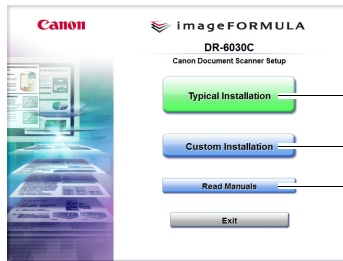 Canon
imageFORMULA
DR-6030C
Canon Document Scanner Setup
Typical Installation
Custom Installation
Read Manuals
Exit